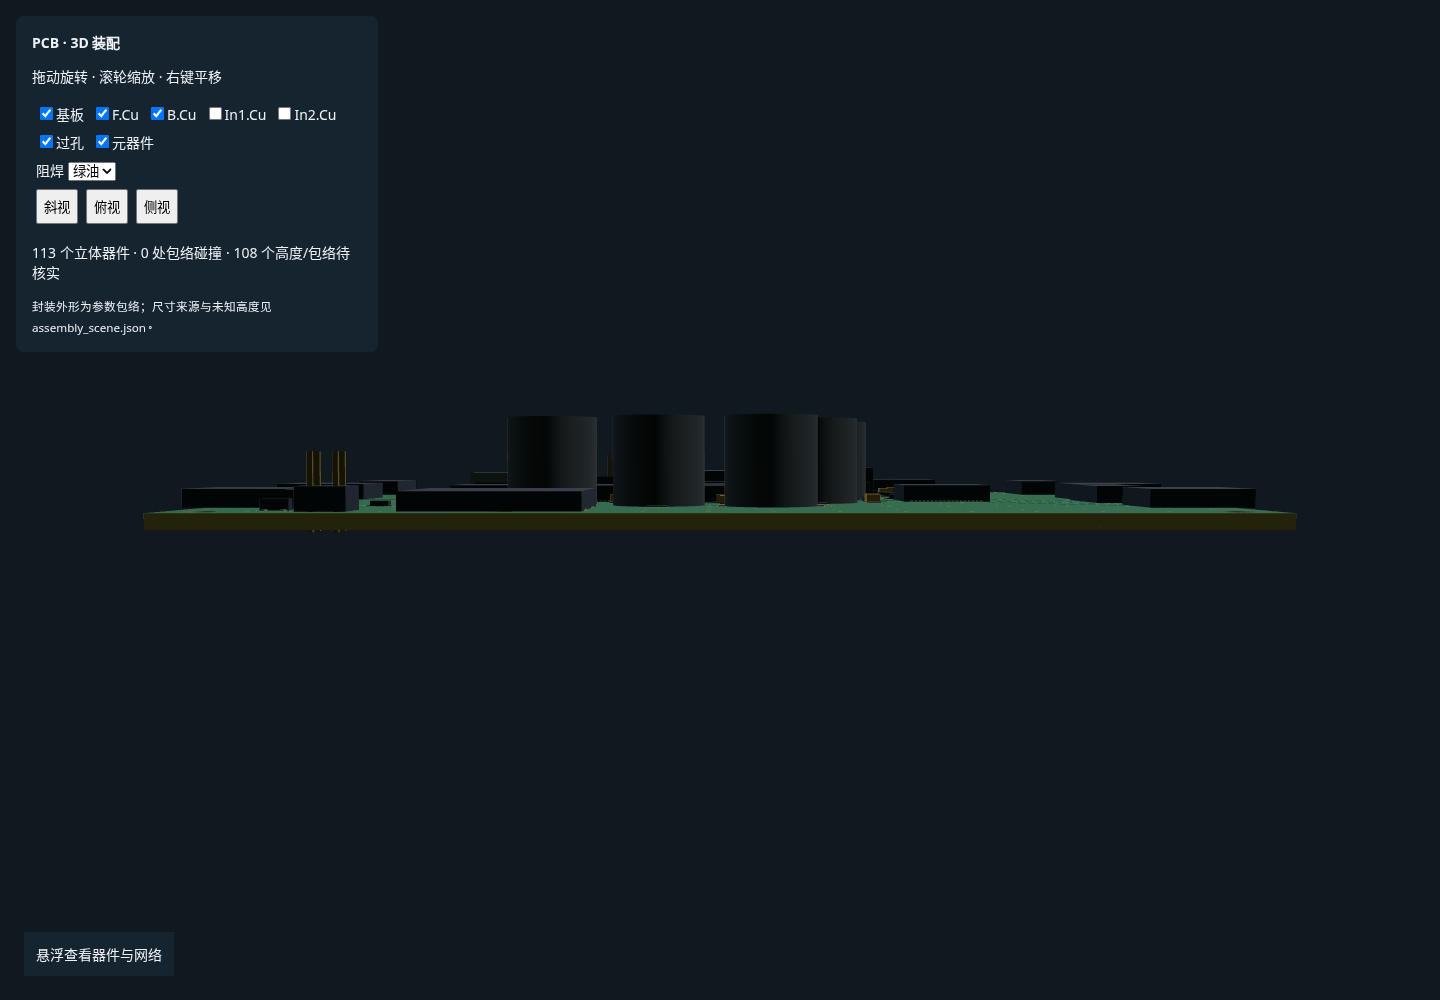 PCB · 3D 装配
拖动旋转 · 滚轮缩放 · 右键平移
基板 F.Cu B.Cu In1.Cu In2.Cu
过孔 元器件
阻焊 绿油
斜视 俯视 侧视
113 个立体器件 · 0 处包络碰撞 · 108 个高度/包络待
核实
封装外形为参数包络；尺寸来源与未知高度见
assembly_scene.json。
悬浮查看器件与网络